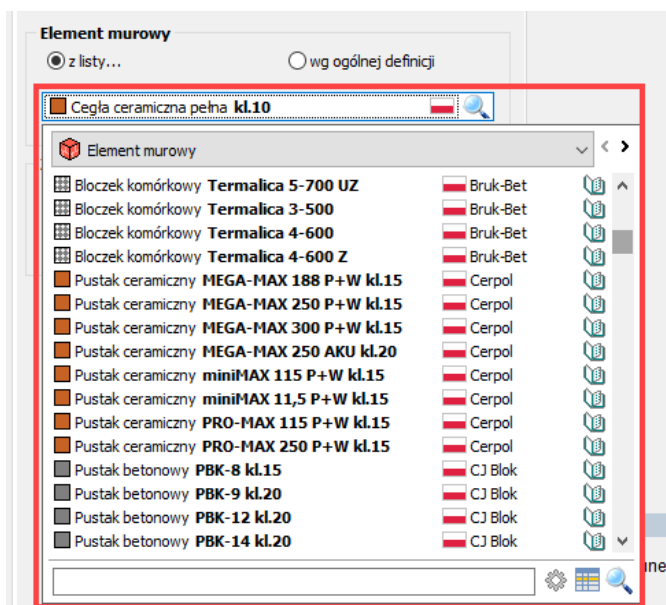 Element murowy
z listy... wg ogólnej definicji
Cegła ceramiczna pełna kl.10
Element murowy
Bloczek komórkowy Termalica 5-700 UZ Bruk-Bet
Bloczek komórkowy Termalica 3-500 Bruk-Bet
Bloczek komórkowy Termalica 4-600 Bruk-Bet
Bloczek komórkowy Termalica 4-600 Z Bruk-Bet
Pustak ceramiczny MEGA-MAX 188 P+W kl.15 Cerpol
Pustak ceramiczny MEGA-MAX 250 P+W kl.15 Cerpol
Pustak ceramiczny MEGA-MAX 300 P+W kl.15 Cerpol
Pustak ceramiczny MEGA-MAX 250 AKU kl.20 Cerpol
Pustak ceramiczny miniMAX 115 P+W kl.15 Cerpol
Pustak ceramiczny miniMAX 11,5 P+W kl.15 Cerpol
Pustak ceramiczny PRO-MAX 115 P+W kl.15 Cerpol
Pustak ceramiczny PRO-MAX 250 P+W kl.15 Cerpol
Pustak betonowy PBK-8 kl.15 CJ Blok
Pustak betonowy PBK-9 kl.20 CJ Blok
Pustak betonowy PBK-12 kl.20 CJ Blok
Pustak betonowy PBK-14 kl.20 CJ Blok